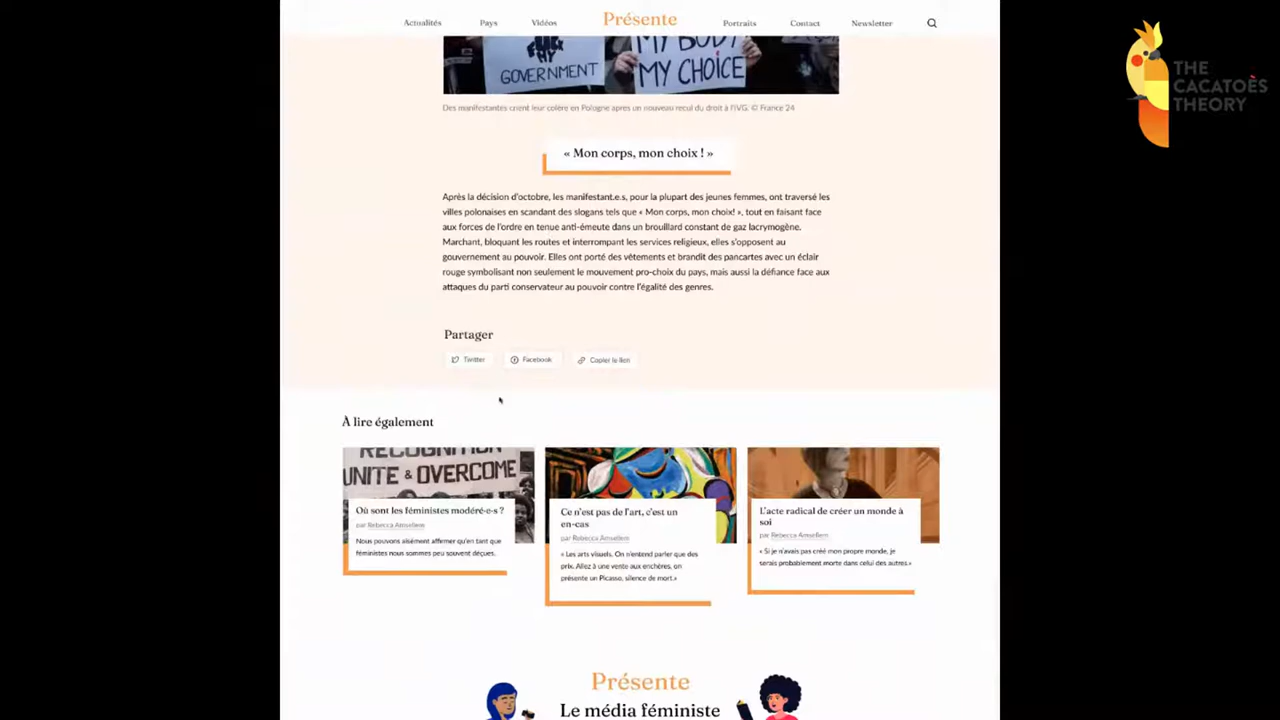 Actualités Pays Vidéos Présente Portraits Contact Newsletter
GOVERNMENT
MY BODY
MY CHOICE
THE
CACATOÈS
THEORY
Des manifestantes crient leur colère en Pologne après un nouveau recul du droit à l'IVG. © France 24
« Mon corps, mon choix ! »
Après la décision d'octobre, les manifestant.e.s, pour la plupart des jeunes femmes, ont traversé les
villes polonaises en scandant des slogans tels que « Mon corps, mon choix! », tout en faisant face
aux forces de l'ordre en tenue anti-émeute dans un brouillard constant de gaz lacrymogène.
Marchant, bloquant les routes et interrompant les services religieux, elles s'opposent au
gouvernement au pouvoir. Elles ont porté des vêtements et brandit des pancartes avec un éclair
rouge symbolisant non seulement le mouvement pro-choix du pays, mais aussi la défiance face aux
attaques du parti conservateur au pouvoir contre l'égalité des genres.
Partager
Twitter Facebook Copier le lien
À lire également
RECOGNITION
UNITE & OVERCOME
Où sont les féministes modéré·e·s ?
par Rebecca Amsellem
Nous pouvons aisément affirmer qu'en tant que
féministes nous sommes peu souvent déçues.
Ce n'est pas de l'art, c'est un
en-cas
par Rebecca Amsellem
« Les arts visuels. On n'entend parler que des
prix. Allez à une vente aux enchères, on
présente un Picasso, silence de mort.»
L'acte radical de créer un monde à
soi
par Rebecca Amsellem
« Si je n'avais pas créé mon propre monde, je
serais probablement morte dans celui des autres.»
Présente
Le média féministe